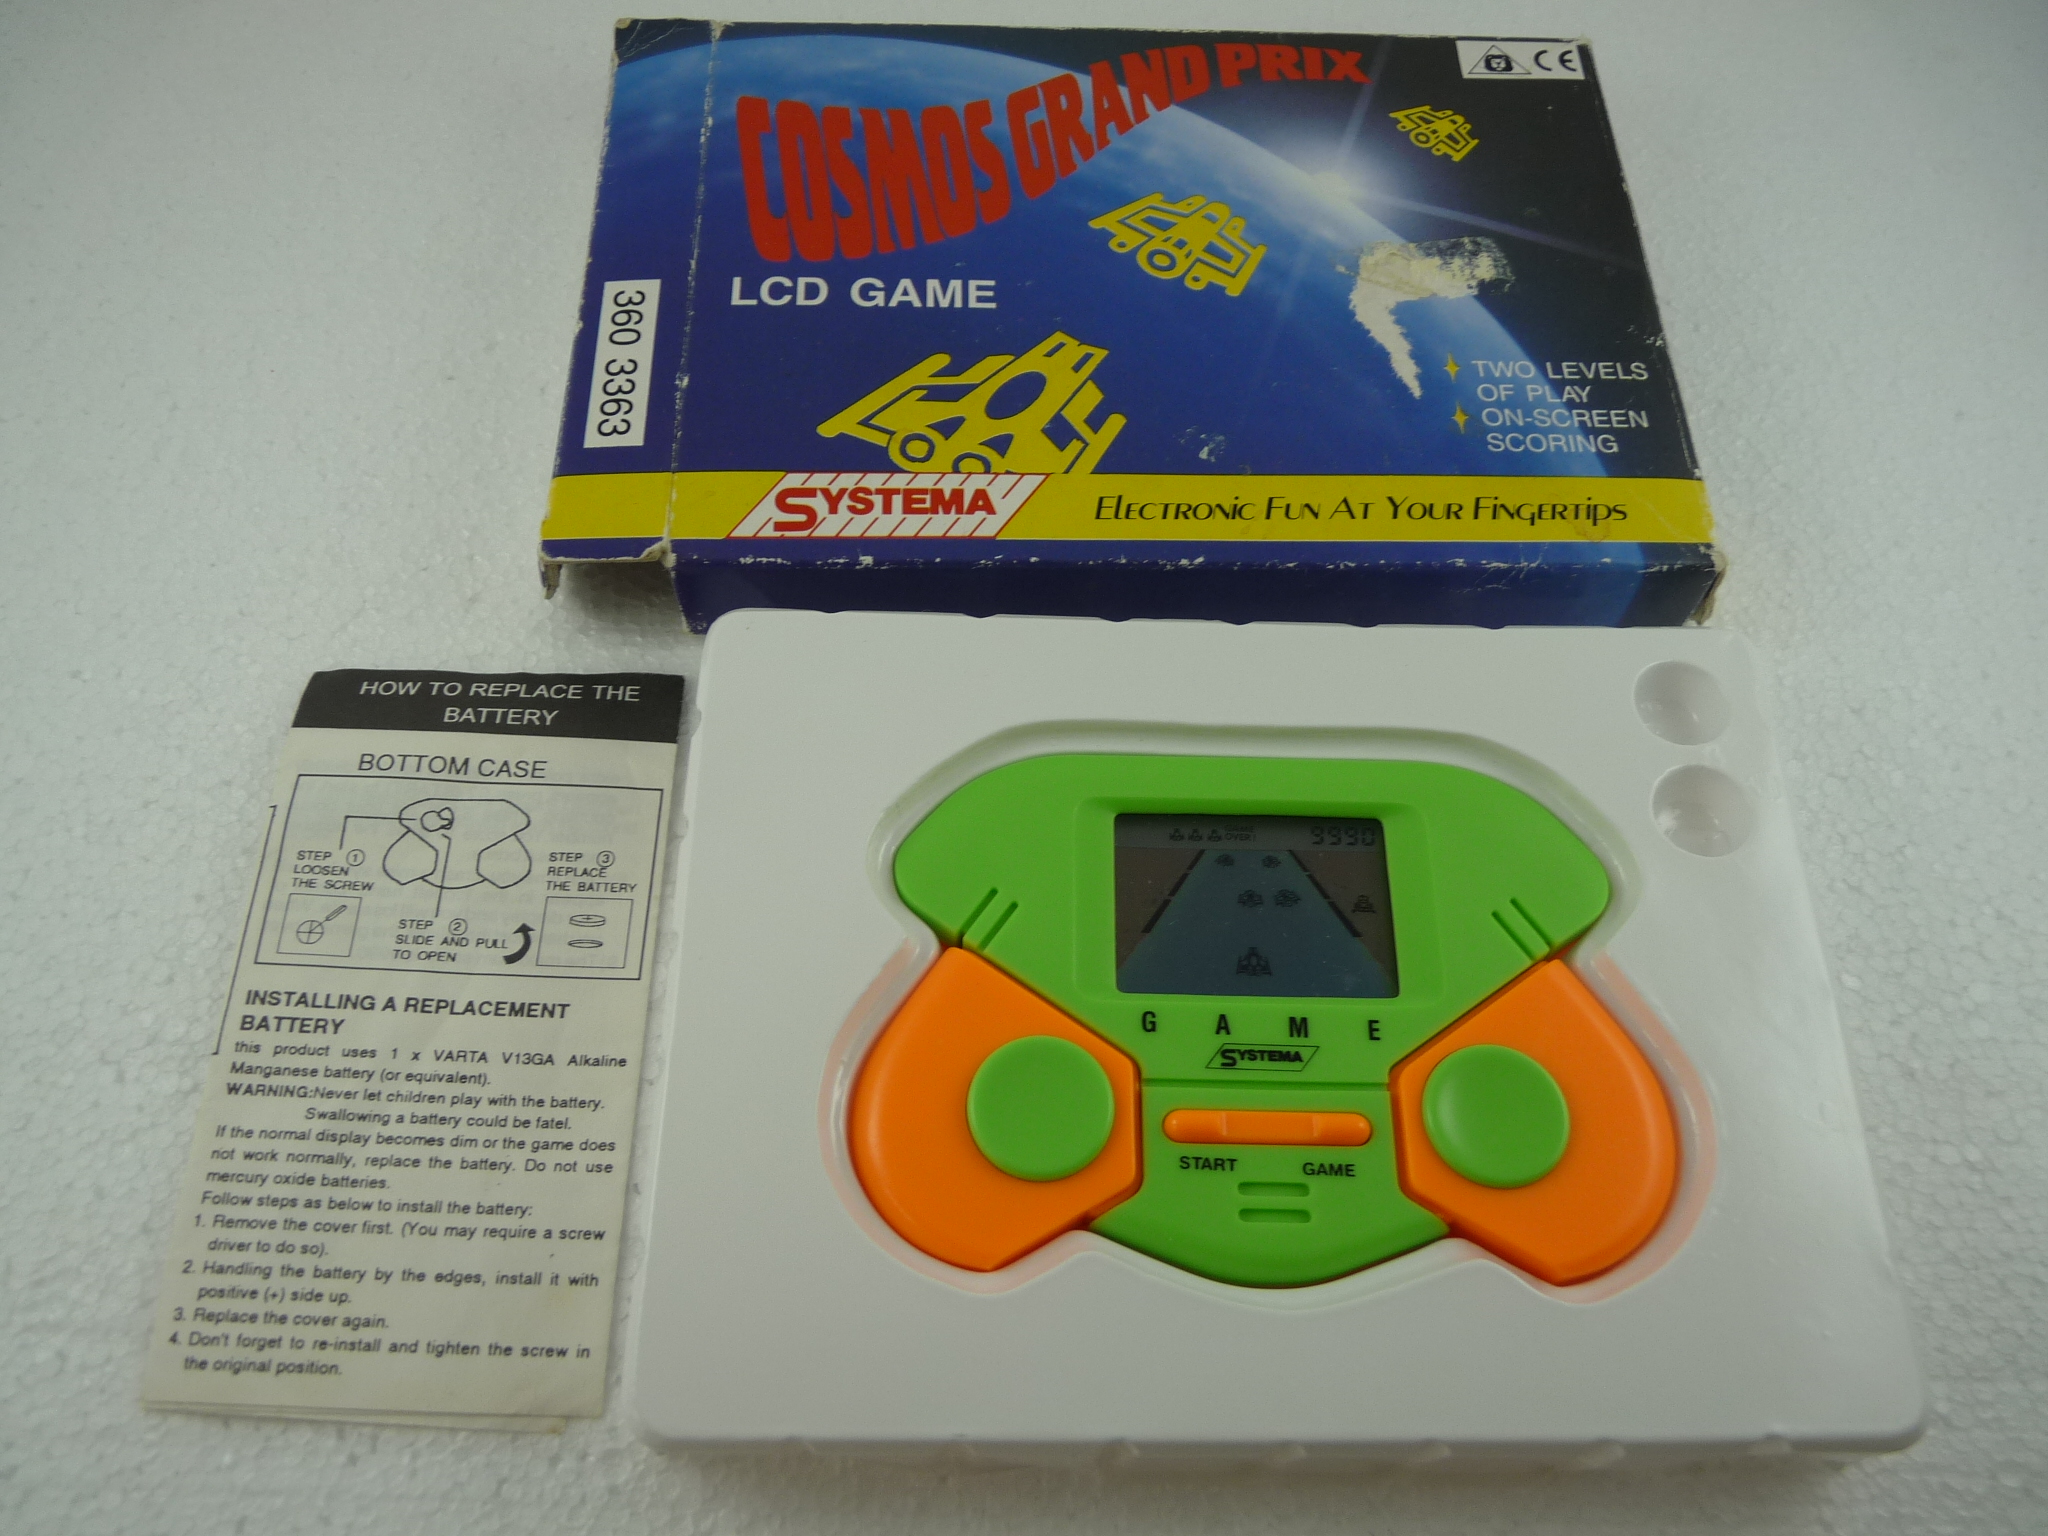 COSMOS GRAND PRIX
CE
LCD GAME
360 3363
TWO LEVELS
OF PLAY
ON-SCREEN
SCORING
SYSTEMA
Electronic Fun At Your Fingertips
HOW TO REPLACE THE
BATTERY
BOTTOM CASE
STEP 1
LOOSEN
THE SCREW
STEP 2
SLIDE AND PULL
TO OPEN
STEP 3
REPLACE
THE BATTERY
INSTALLING A REPLACEMENT
BATTERY
this product uses 1 x VARTA V13GA Alkaline
Manganese battery (or equivalent).
WARNING:Never let children play with the battery.
Swallowing a battery could be fatel.
If the normal display becomes dim or the game does
not work normally, replace the battery. Do not use
mercury oxide batteries.
Follow steps as below to install the battery:
1. Remove the cover first. (You may require a screw
driver to do so).
2. Handling the battery by the edges, install it with
positive (+) side up.
3. Replace the cover again.
4. Don't forget to re-install and tighten the screw in
the original position.
GAME
OVER!
9990
G A M E
SYSTEMA
START GAME